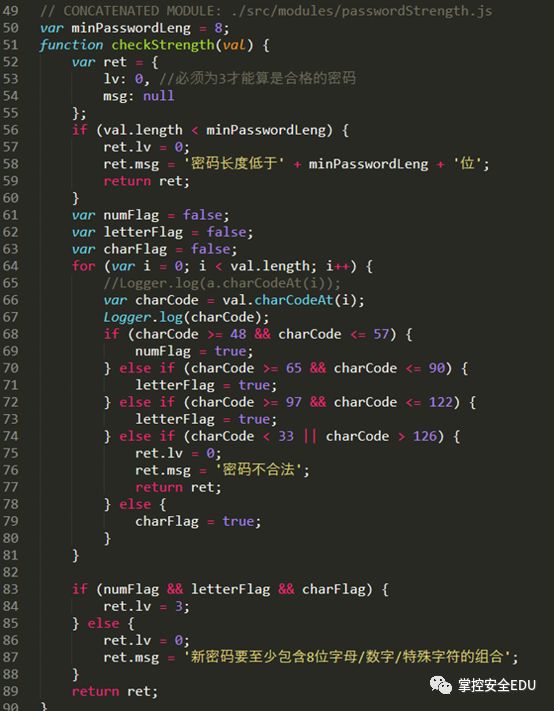 49 // CONCATENATED MODULE: ./src/modules/passwordStrength.js
50 var minPasswordLeng = 8;
51 function checkStrength(val) {
52     var ret = {
53         lv: 0, //必须为3才能算是合格的密码
54         msg: null
55     };
56     if (val.length < minPasswordLeng) {
57         ret.lv = 0;
58         ret.msg = '密码长度低于' + minPasswordLeng + '位';
59         return ret;
60     }
61     var numFlag = false;
62     var letterFlag = false;
63     var charFlag = false;
64     for (var i = 0; i < val.length; i++) {
65         //Logger.log(a.charCodeAt(i));
66         var charCode = val.charCodeAt(i);
67         Logger.log(charCode);
68         if (charCode >= 48 && charCode <= 57) {
69             numFlag = true;
70         } else if (charCode >= 65 && charCode <= 90) {
71             letterFlag = true;
72         } else if (charCode >= 97 && charCode <= 122) {
73             letterFlag = true;
74         } else if (charCode < 33 || charCode > 126) {
75             ret.lv = 0;
76             ret.msg = '密码不合法';
77             return ret;
78         } else {
79             charFlag = true;
80         }
81     }
82
83     if (numFlag && letterFlag && charFlag) {
84         ret.lv = 3;
85     } else {
86         ret.lv = 0;
87         ret.msg = '新密码要至少包含8位字母/数字/特殊字符的组合';
88     }
89     return ret;
90 }
掌控安全EDU